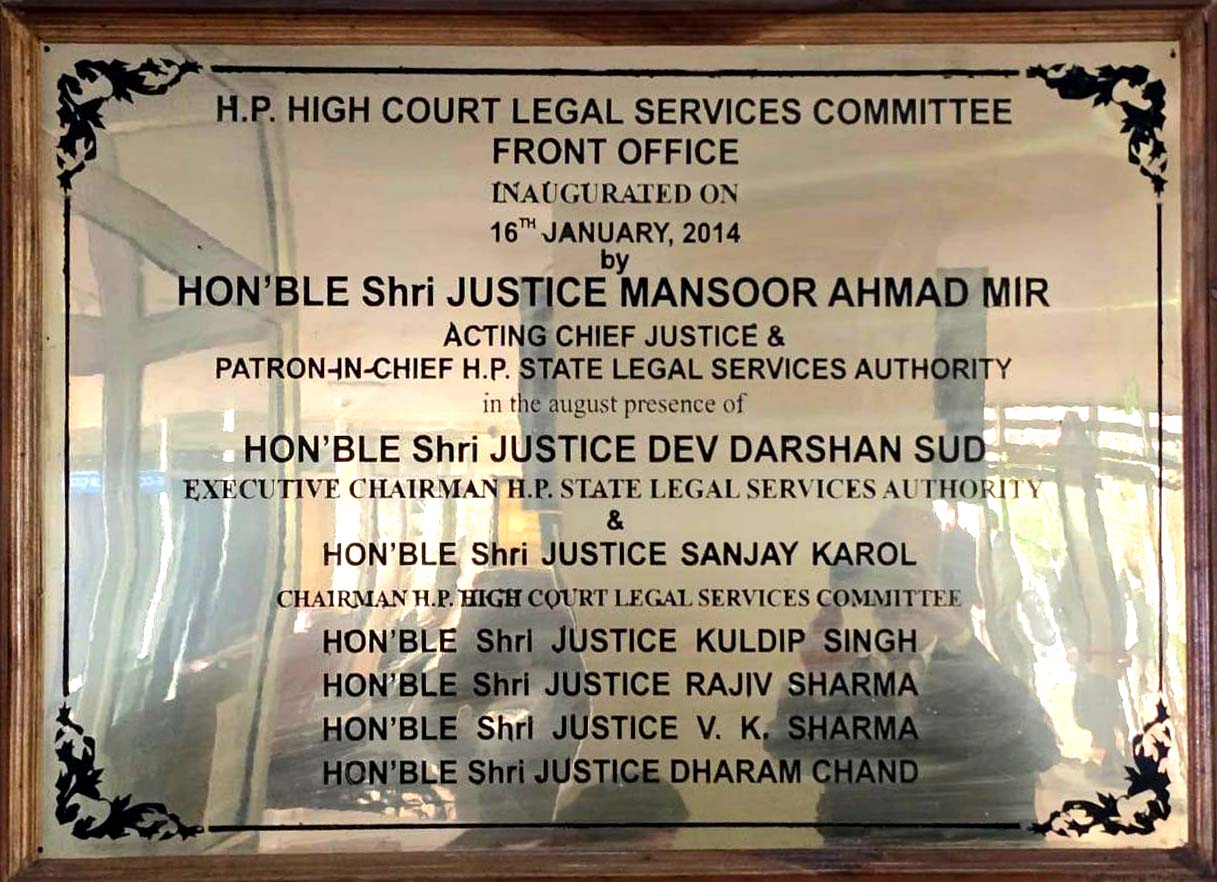 H.P. HIGH COURT LEGAL SERVICES COMMITTEE
FRONT OFFICE
INAUGURATED ON
16TH JANUARY, 2014
by
HON'BLE Shri JUSTICE MANSOOR AHMAD MIR
ACTING CHIEF JUSTICE &
PATRON-IN-CHIEF H.P. STATE LEGAL SERVICES AUTHORITY
in the august presence of
HON'BLE Shri JUSTICE DEV DARSHAN SUD
EXECUTIVE CHAIRMAN H.P. STATE LEGAL SERVICES AUTHORITY
&
HON'BLE Shri JUSTICE SANJAY KAROL
CHAIRMAN H.P. HIGH COURT LEGAL SERVICES COMMITTEE
HON'BLE Shri JUSTICE KULDIP SINGH
HON'BLE Shri JUSTICE RAJIV SHARMA
HON'BLE Shri JUSTICE V. K. SHARMA
HON'BLE Shri JUSTICE DHARAM CHAND